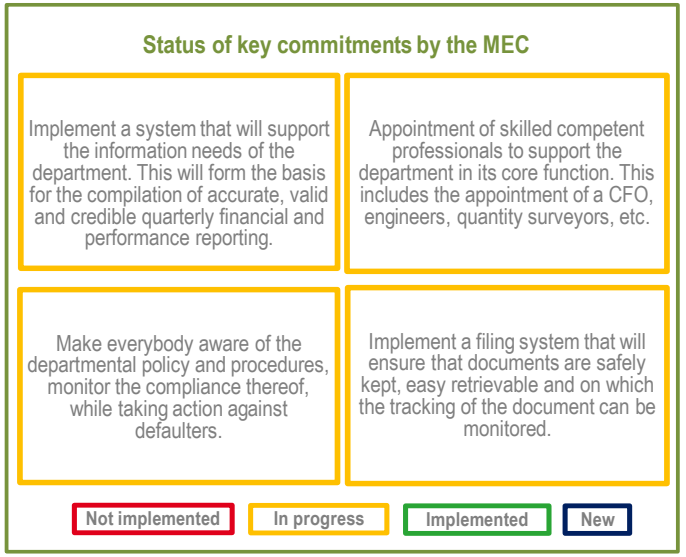 Status of key commitments by the MEC
Implement a system that will support
the information needs of the
department. This will form the basis
for the compilation of accurate, valid
and credible quarterly financial and
performance reporting.
Appointment of skilled competent
professionals to support the
department in its core function. This
includes the appointment of a CFO,
engineers, quantity surveyors, etc.
Make everybody aware of the
departmental policy and procedures,
monitor the compliance thereof,
while taking action against
defaulters.
Implement a filing system that will
ensure that documents are safely
kept, easy retrievable and on which
the tracking of the document can be
monitored.
Not implemented
In progress
Implemented
New